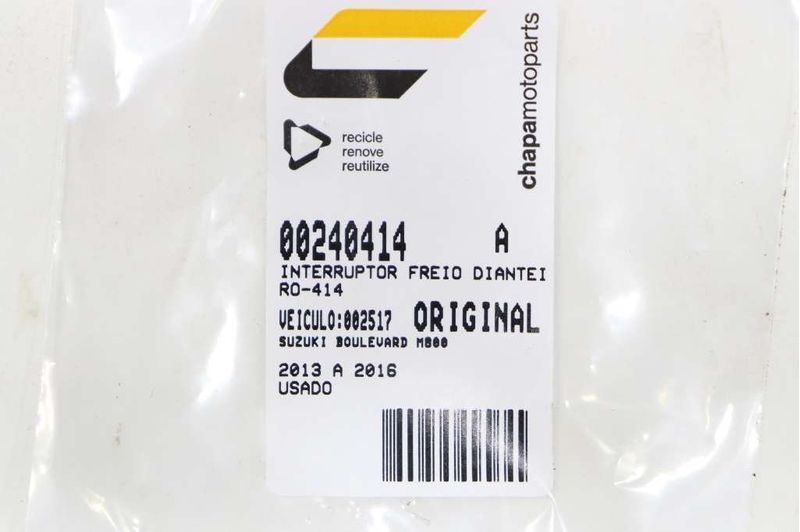 recicle
renove
reutilize
chapamotoparts
00240414 A
INTERRUPTOR FREIO DIANTEI
RO-414
VEICULO:002517 ORIGINAL
SUZUKI BOULEVARD M800
2013 A 2016
USADO